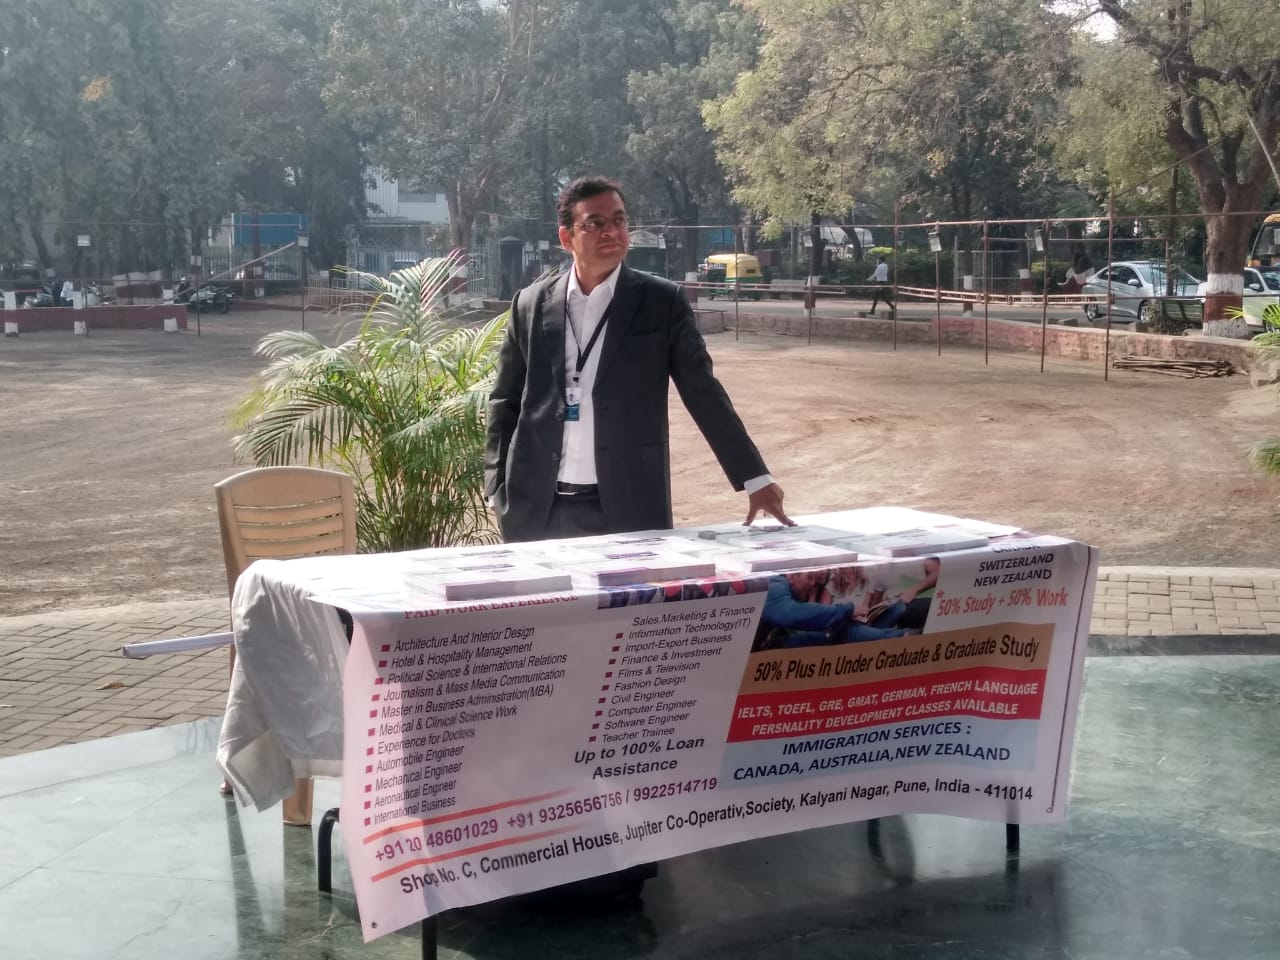 PAID WORK EXPERIENCE
Architecture And Interior Design
Hotel & Hospitality Management
Political Science & International Relations
Journalism & Mass Media Communication
Master in Business Administration(MBA)
Medical & Clinical Science Work
Experience for Doctors
Automobile Engineer
Mechanical Engineer
Aeronautical Engineer
International Business
Sales,Marketing & Finance
Information Technology(IT)
Import-Export Business
Finance & Investment
Films & Television
Fashion Design
Civil Engineer
Computer Engineer
Software Engineer
Teacher Trainee
Up to 100% Loan
Assistance
CANADA
SWITZERLAND
NEW ZEALAND
*50% Study + 50% Work
50% Plus In Under Graduate & Graduate Study
IELTS, TOEFL, GRE, GMAT, GERMAN, FRENCH LANGUAGE
PERSNALITY DEVELOPMENT CLASSES AVAILABLE
IMMIGRATION SERVICES :
CANADA, AUSTRALIA,NEW ZEALAND
+91 20 48601029 +91 9325656756 / 9922514719
Shop No. C, Commercial House, Jupiter Co-Operativ,Society, Kalyani Nagar, Pune, India - 411014